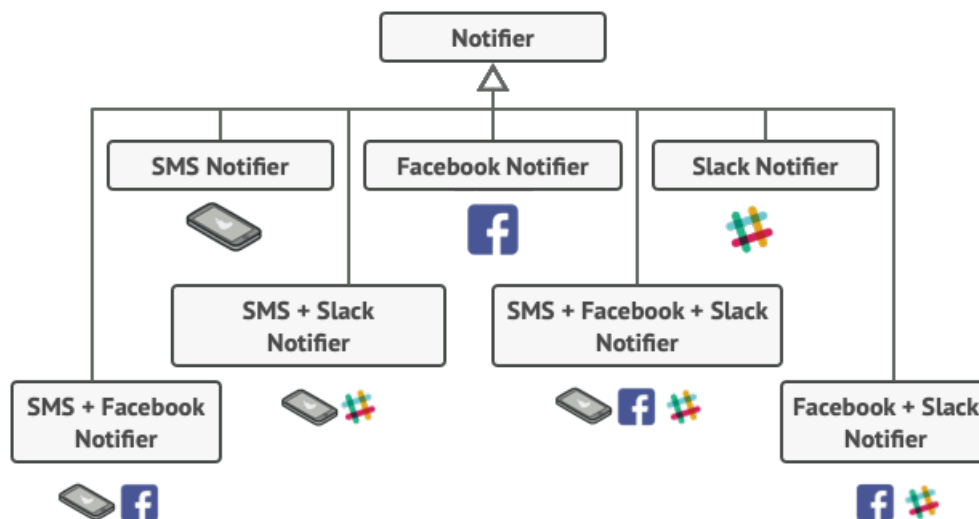 Notifier
SMS Notifier
Facebook Notifier
Slack Notifier
SMS + Slack
Notifier
SMS + Facebook + Slack
Notifier
SMS + Facebook
Notifier
Facebook + Slack
Notifier